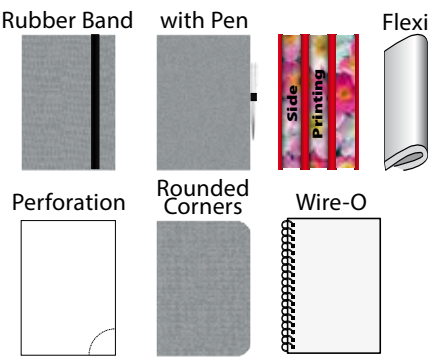 Rubber Band
with Pen
Side
Printing
Flexi
Perforation
Rounded
Corners
Wire-O